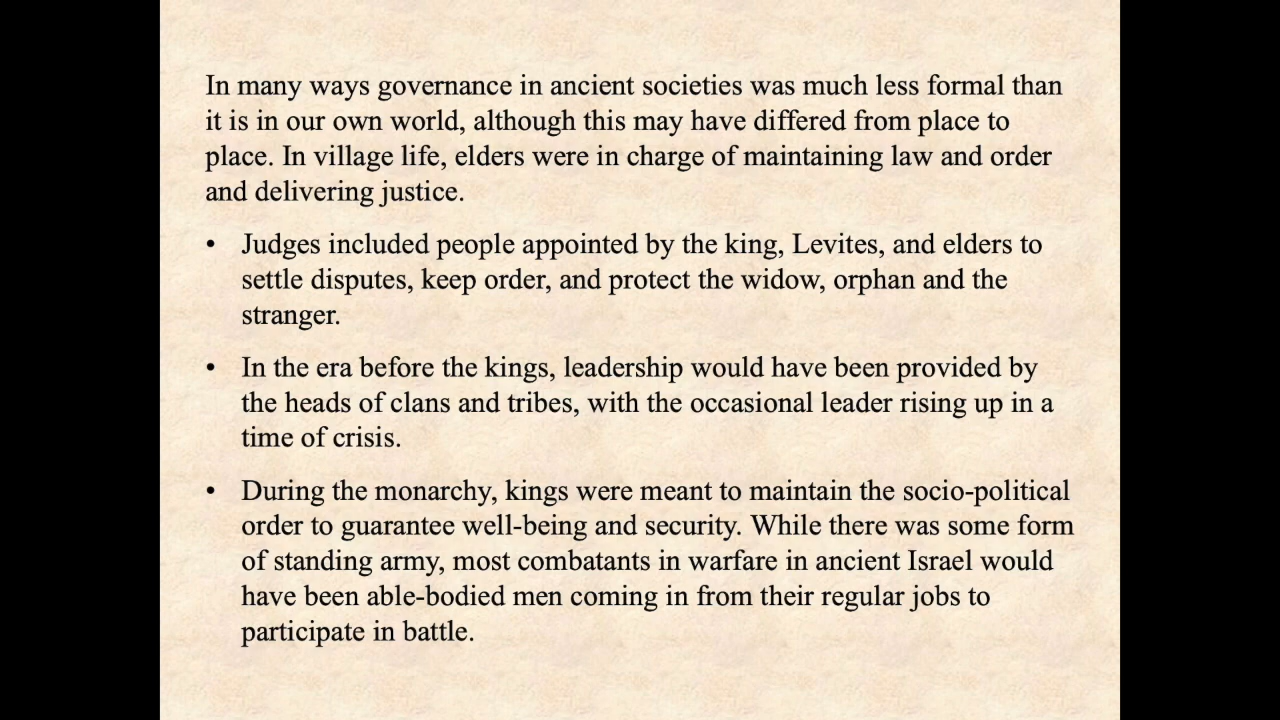 In many ways governance in ancient societies was much less formal than
it is in our own world, although this may have differed from place to
place. In village life, elders were in charge of maintaining law and order
and delivering justice.
• Judges included people appointed by the king, Levites, and elders to
settle disputes, keep order, and protect the widow, orphan and the
stranger.
• In the era before the kings, leadership would have been provided by
the heads of clans and tribes, with the occasional leader rising up in a
time of crisis.
• During the monarchy, kings were meant to maintain the socio-political
order to guarantee well-being and security. While there was some form
of standing army, most combatants in warfare in ancient Israel would
have been able-bodied men coming in from their regular jobs to
participate in battle.